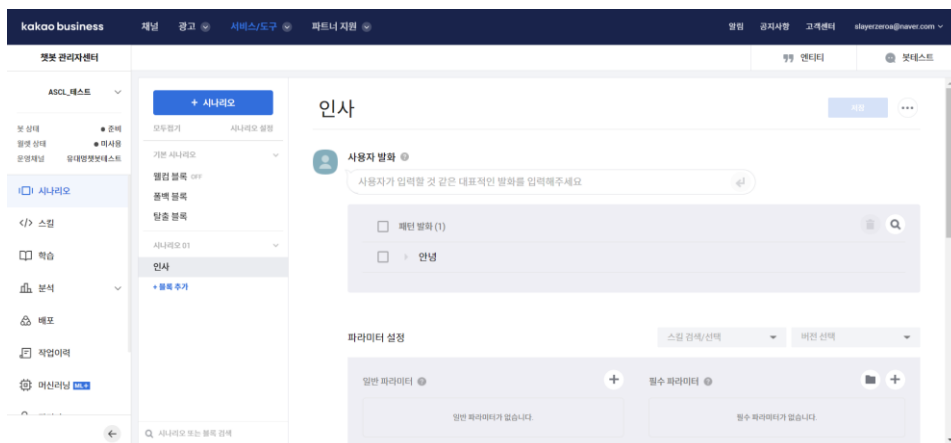 kakao business
채널
광고
서비스/도구
파트너 지원
알림
공지사항
고객센터
slayerzeroa@naver.com
챗봇 관리자센터
엔티티
봇테스트
ASCL_테스트
봇 상태
준비
미사용
운영채널
유대명챗봇테스트
시나리오
</> 스킬
학습
분석
배포
작업이력
머신러닝 ML+
+ 시나리오
모두접기
시나리오 설정
기본 시나리오
웰컴 블록 OFF
폴백 블록
탈출 블록
시나리오 01
인사
+ 블록 추가
시나리오 또는 블록 검색
인사
저장
사용자 발화
사용자가 입력할 것 같은 대표적인 발화를 입력해주세요
패턴 발화 (1)
안녕
파라미터 설정
스킬 검색/선택
버전 선택
일반 파라미터
일반 파라미터가 없습니다.
필수 파라미터
필수 파라미터가 없습니다.